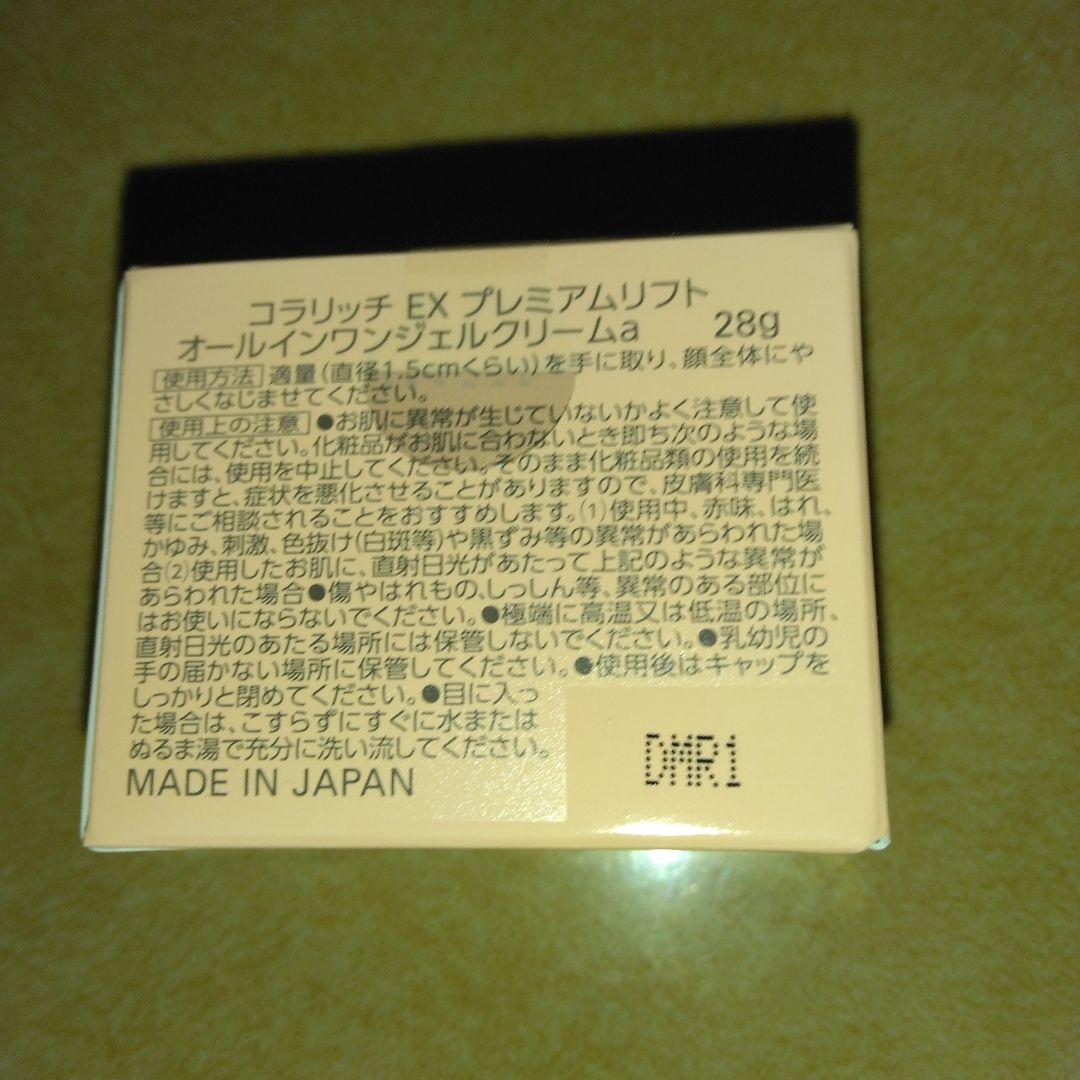 コラリッチ EX プレミアムリフト
オールインワンジェルクリームa 28g
使用方法 適量(直径1.5cmくらい)を手に取り、顔全体にや
さしくなじませてください。
使用上の注意 ●お肌に異常が生じていないかよく注意して使
用してください。化粧品がお肌に合わないとき即ち次のような場
合には、使用を中止してください。そのまま化粧品類の使用を続
けますと、症状を悪化させることがありますので、皮膚科専門医
等にご相談されることをおすすめします。(1)使用中、赤味、はれ、
かゆみ、刺激、色抜け(白斑等)や黒ずみ等の異常があらわれた場
合(2)使用したお肌に、直射日光があたって上記のような異常が
あらわれた場合●傷やはれもの、しっしん等、異常のある部位に
はお使いにならないでください。●極端に高温又は低温の場所、
直射日光のあたる場所には保管しないでください。●乳幼児の
手の届かない場所に保管してください。●使用後はキャップを
しっかりと閉めてください。●目に入っ
た場合は、こすらずにすぐに水または
ぬるま湯で充分に洗い流してください。
MADE IN JAPAN
DMR1